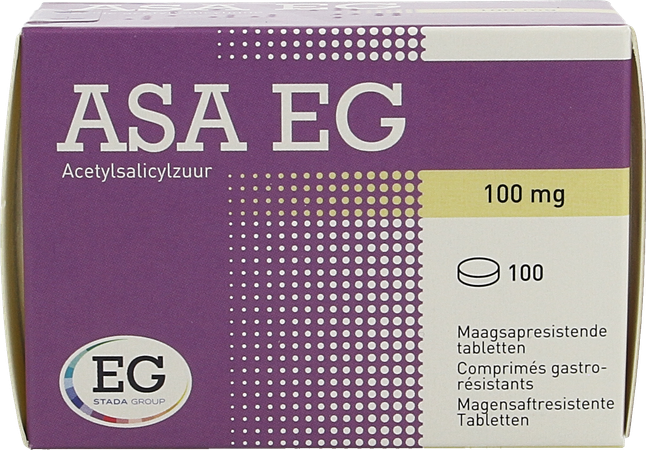 ASA EG
Acetylsalicylzuur
100 mg
100
Maagsapresistende
tabletten
Comprimés gastro-
résistants
Magensaftresistente
Tabletten
EG
STADA GROUP